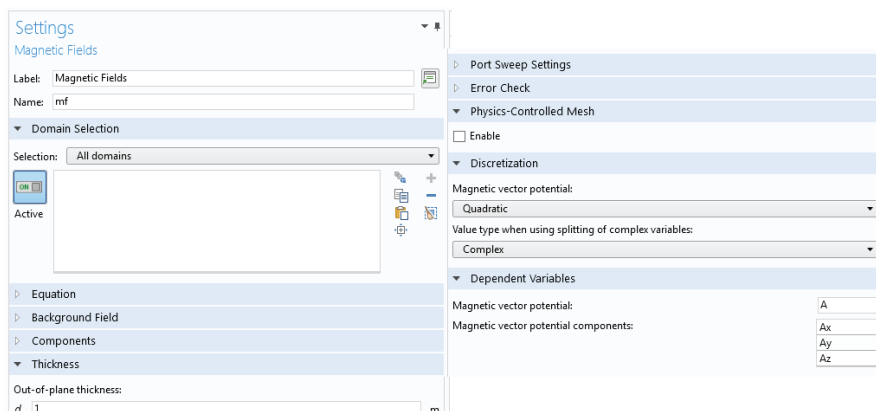 Settings
Magnetic Fields
Label: Magnetic Fields
Name: mf
Domain Selection
Selection: All domains
ON
Active
Equation
Background Field
Components
Thickness
Out-of-plane thickness:
d 1 m
Port Sweep Settings
Error Check
Physics-Controlled Mesh
Enable
Discretization
Magnetic vector potential:
Quadratic
Value type when using splitting of complex variables:
Complex
Dependent Variables
Magnetic vector potential: A
Magnetic vector potential components: Ax
Ay
Az